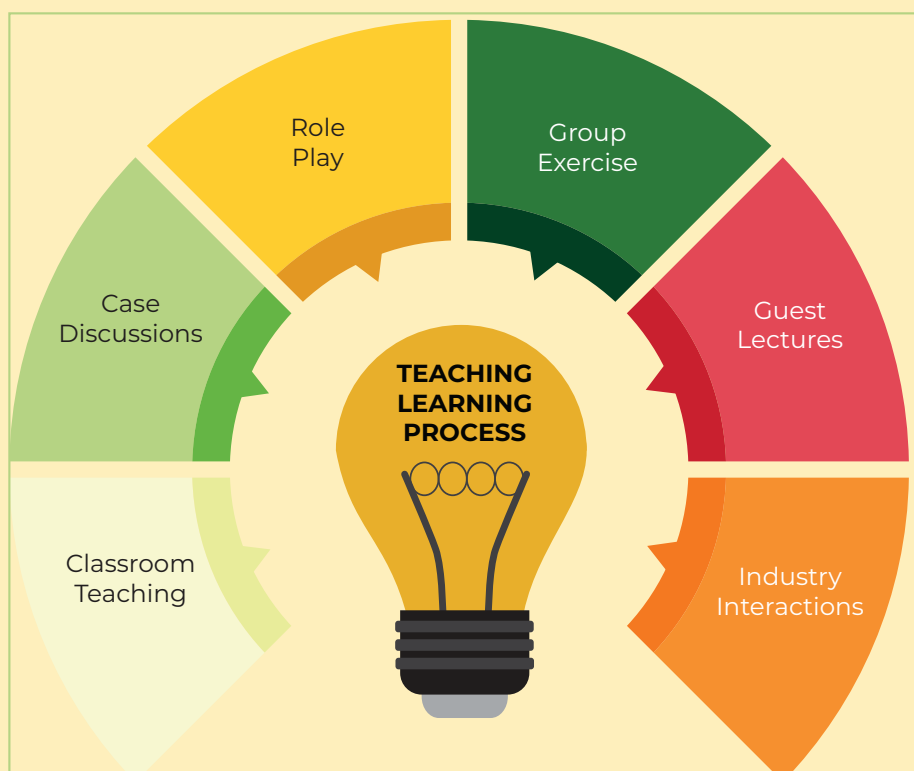 Role
Play
Group
Exercise
Case
Discussions
Guest
Lectures
TEACHING
LEARNING
PROCESS
Classroom
Teaching
Industry
Interactions